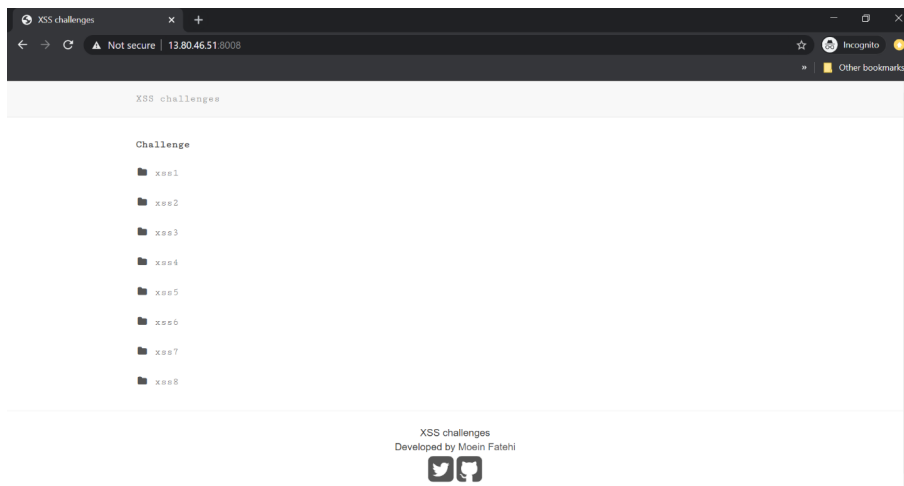 XSS challenges
Not secure | 13.80.46.51:8008
Incognito
» Other bookmarks
XSS challenges
Challenge
xss1
xss2
xss3
xss4
xss5
xss6
xss7
xss8
XSS challenges
Developed by Moein Fatehi